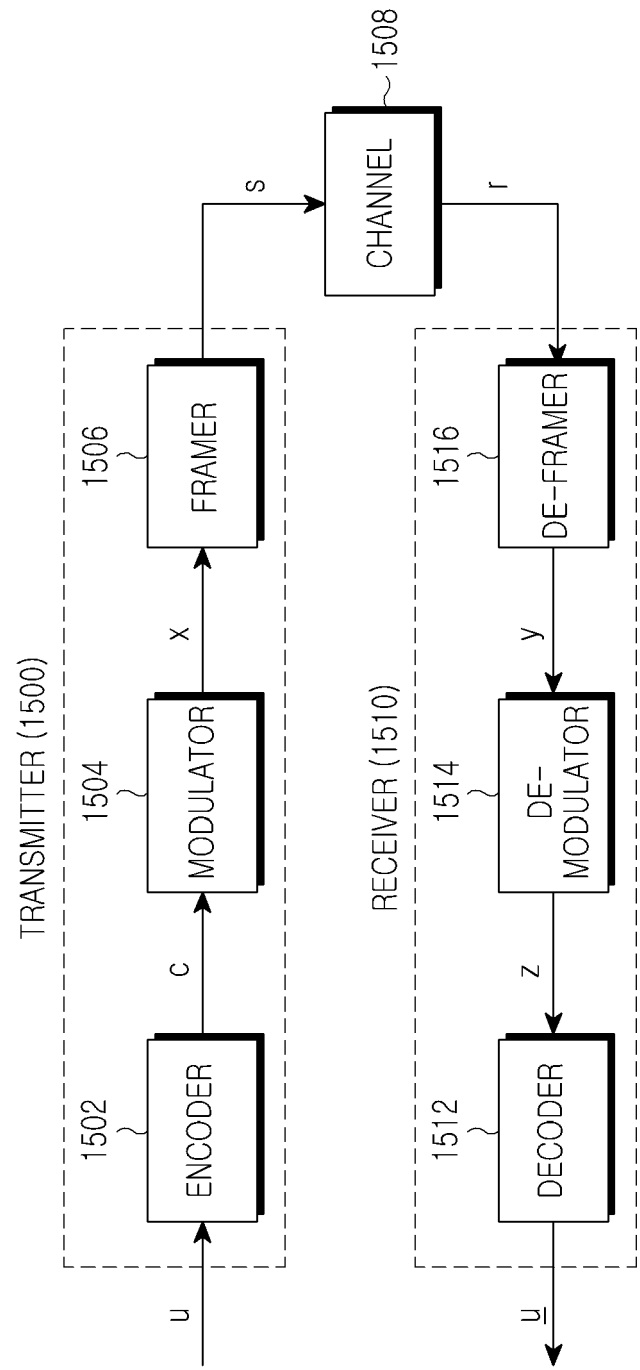 TRANSMITTER (1500)
u
1502
ENCODER
c
1504
MODULATOR
x
1506
FRAMER
s
1508
CHANNEL
r
RECEIVER (1510)
1516
DE-FRAMER
y
1514
DE-
MODULATOR
z
1512
DECODER
u